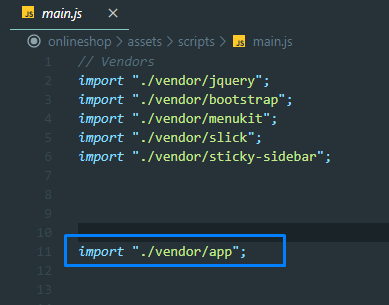 JS main.js ×
onlineshop > assets > scripts > JS main.js
1 // Vendors
2 import "./vendor/jquery";
3 import "./vendor/bootstrap";
4 import "./vendor/menukit";
5 import "./vendor/slick";
6 import "./vendor/sticky-sidebar";
7
8
9
10
11 import "./vendor/app";
12
13